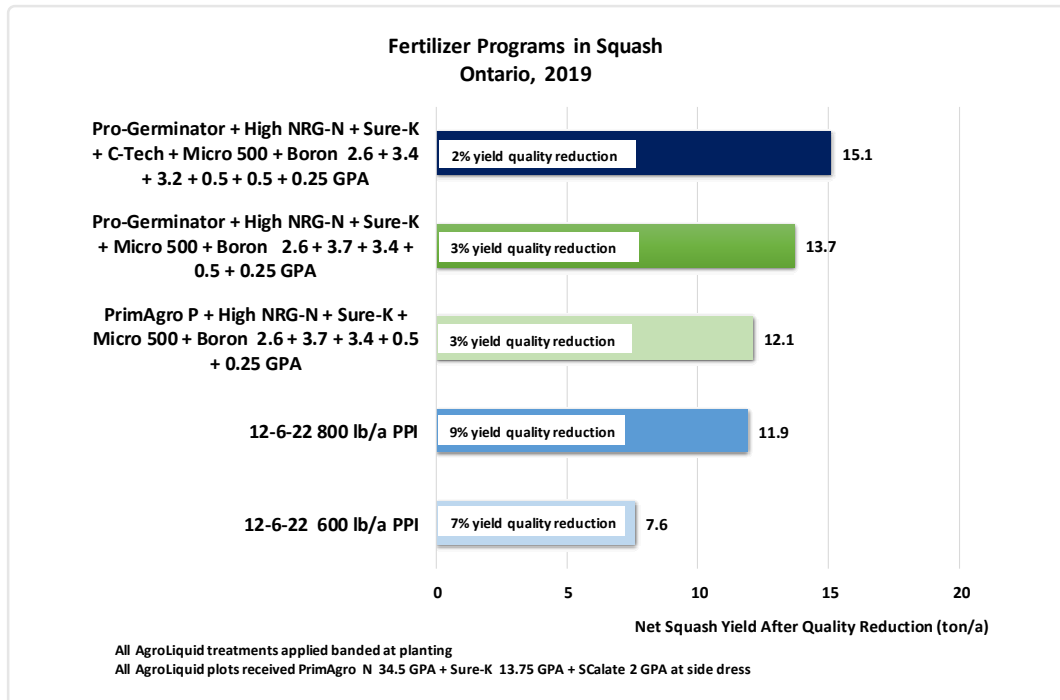 Fertilizer Programs in Squash
Ontario, 2019
Pro-Germinator + High NRG-N + Sure-K
+ C-Tech + Micro 500 + Boron 2.6 + 3.4
+ 3.2 + 0.5 + 0.5 + 0.25 GPA
2% yield quality reduction
15.1
Pro-Germinator + High NRG-N + Sure-K
+ Micro 500 + Boron 2.6 + 3.7 + 3.4 +
0.5 + 0.25 GPA
3% yield quality reduction
13.7
PrimAgro P + High NRG-N + Sure-K +
Micro 500 + Boron 2.6 + 3.7 + 3.4 + 0.5
+ 0.25 GPA
3% yield quality reduction
12.1
12-6-22 800 lb/a PPI
9% yield quality reduction
11.9
12-6-22 600 lb/a PPI
7% yield quality reduction
7.6
0 5 10 15 20
Net Squash Yield After Quality Reduction (ton/a)
All AgroLiquid treatments applied banded at planting
All AgroLiquid plots received PrimAgro N 34.5 GPA + Sure-K 13.75 GPA + SCalate 2 GPA at side dress